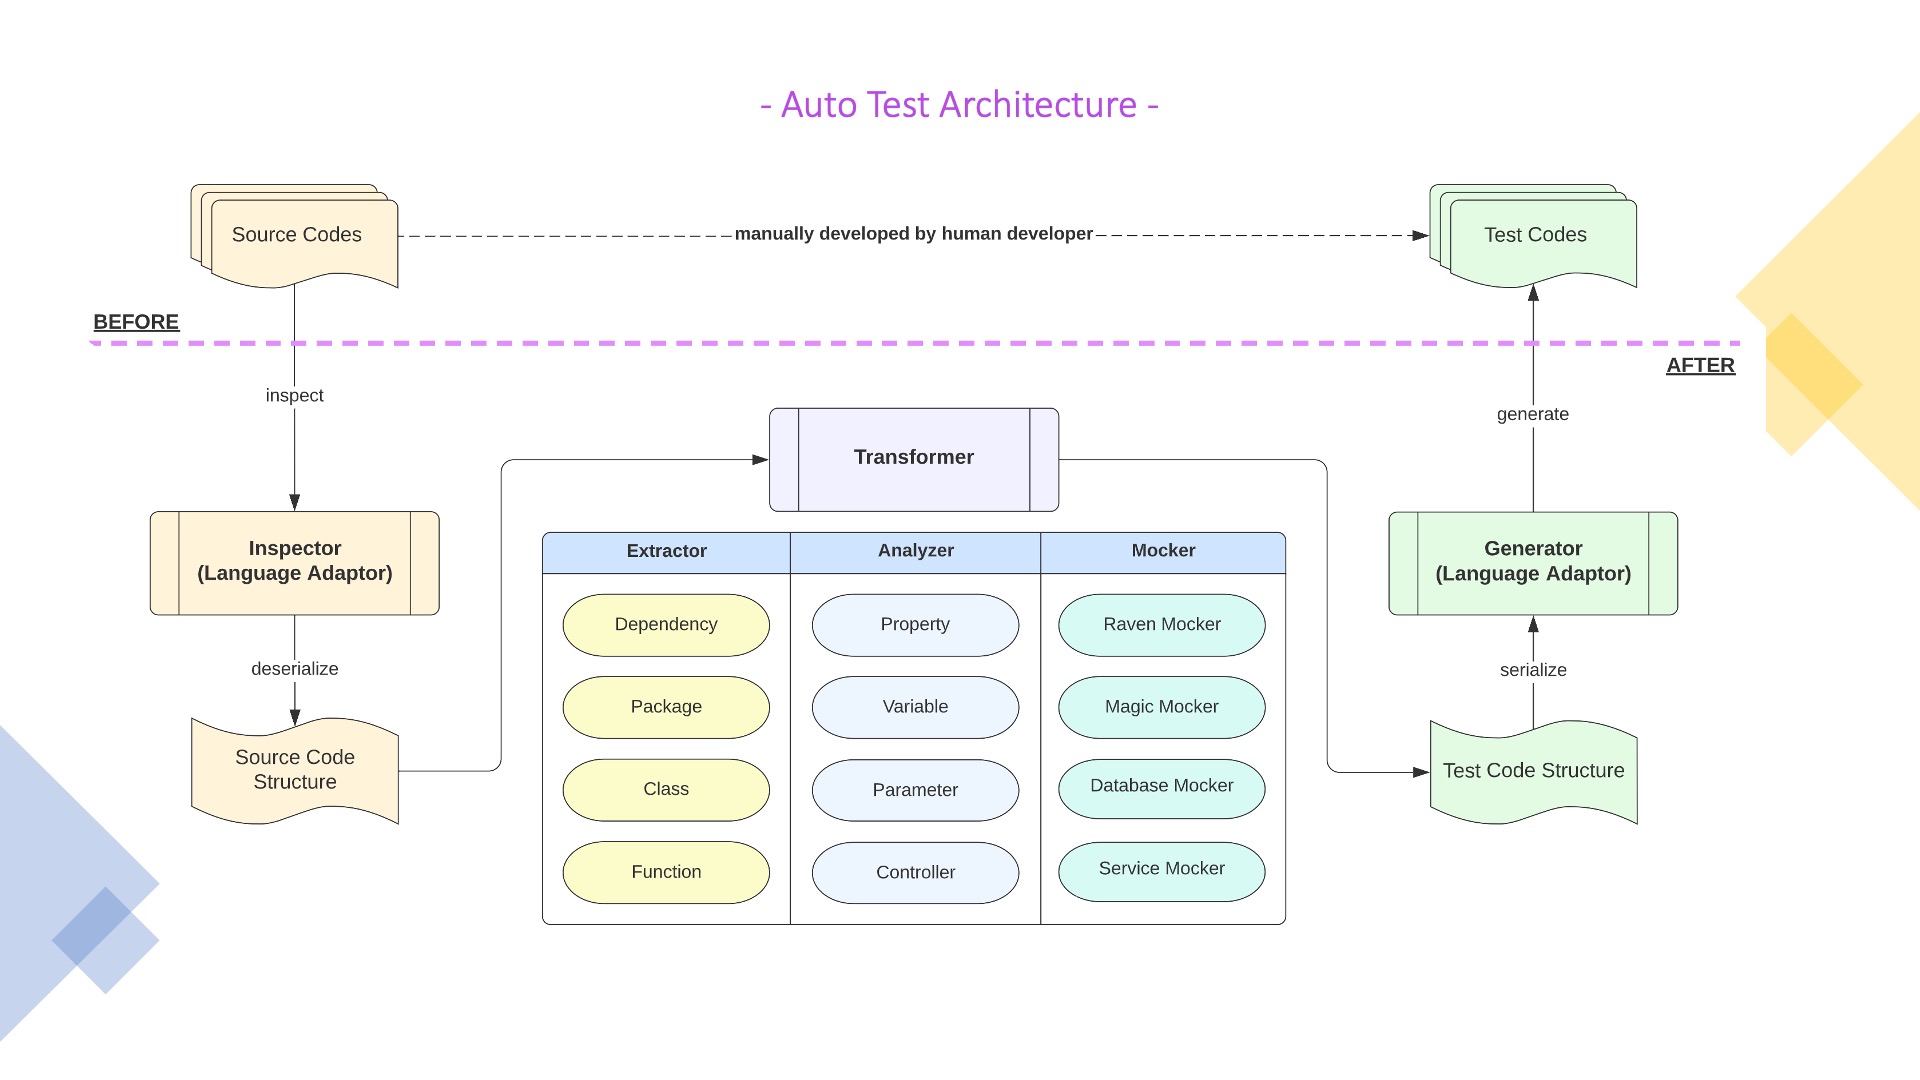 - Auto Test Architecture -
Source Codes
manually developed by human developer
Test Codes
BEFORE
AFTER
inspect
generate
Transformer
Inspector
(Language Adaptor)
Generator
(Language Adaptor)
Extractor
Analyzer
Mocker
Dependency
Property
Raven Mocker
deserialize
serialize
Package
Variable
Magic Mocker
Source Code
Structure
Test Code Structure
Class
Parameter
Database Mocker
Function
Controller
Service Mocker